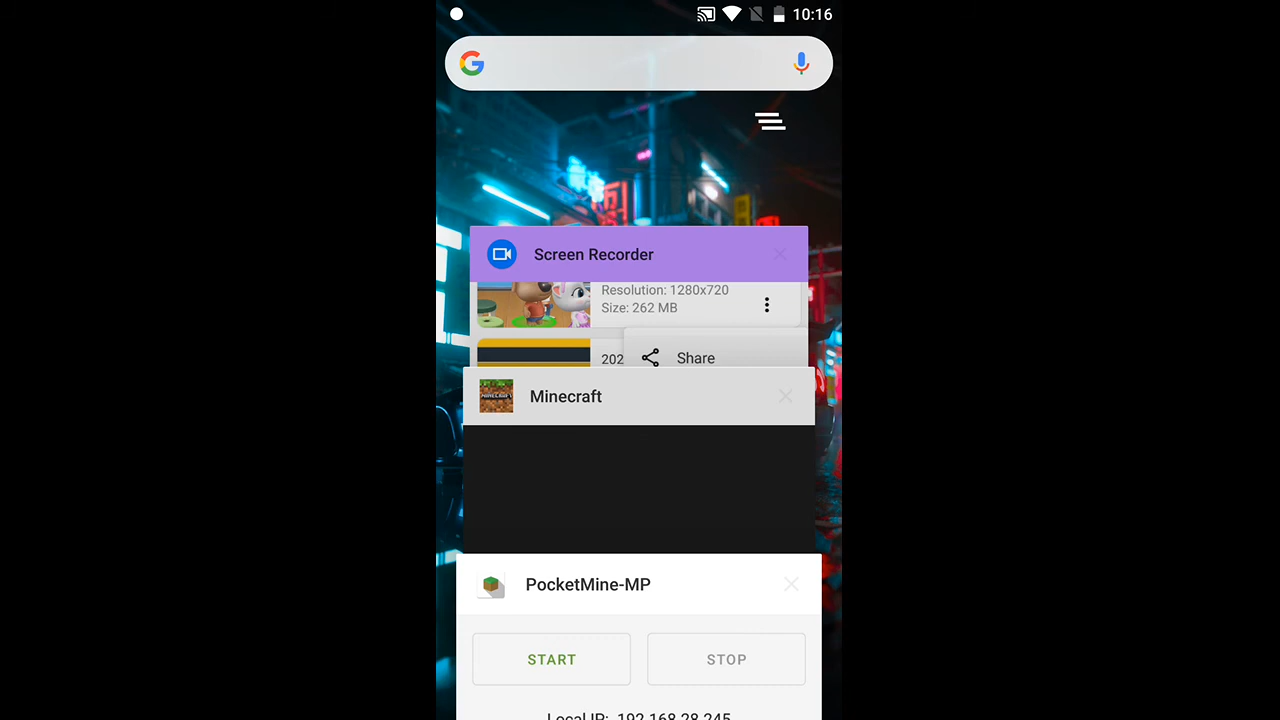 10:16
Screen Recorder
Resolution: 1280x720
Size: 262 MB
202
Share
Minecraft
PocketMine-MP
START
STOP
Local IP: 192.168.28.245